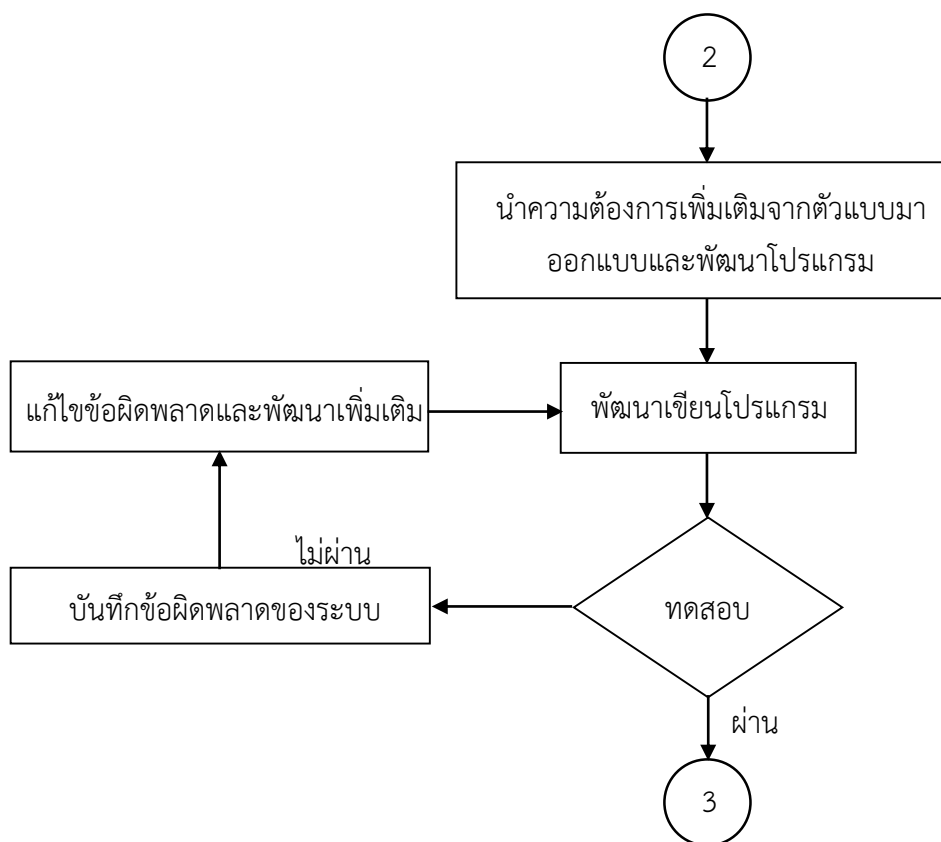 2
นำความต้องการเพิ่มเติมจากตัวแบบมา
ออกแบบและพัฒนาโปรแกรม
แก้ไขข้อผิดพลาดและพัฒนาเพิ่มเติม
พัฒนาเขียนโปรแกรม
ไม่ผ่าน
บันทึกข้อผิดพลาดของระบบ
ทดสอบ
ผ่าน
3